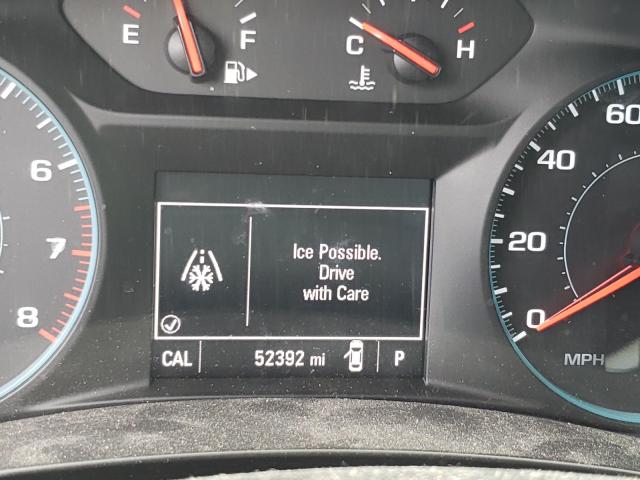 E F
C H
6
7
8
Ice Possible.
Drive
with Care
CAL 52392 mi P
60
40
20
0
MPH